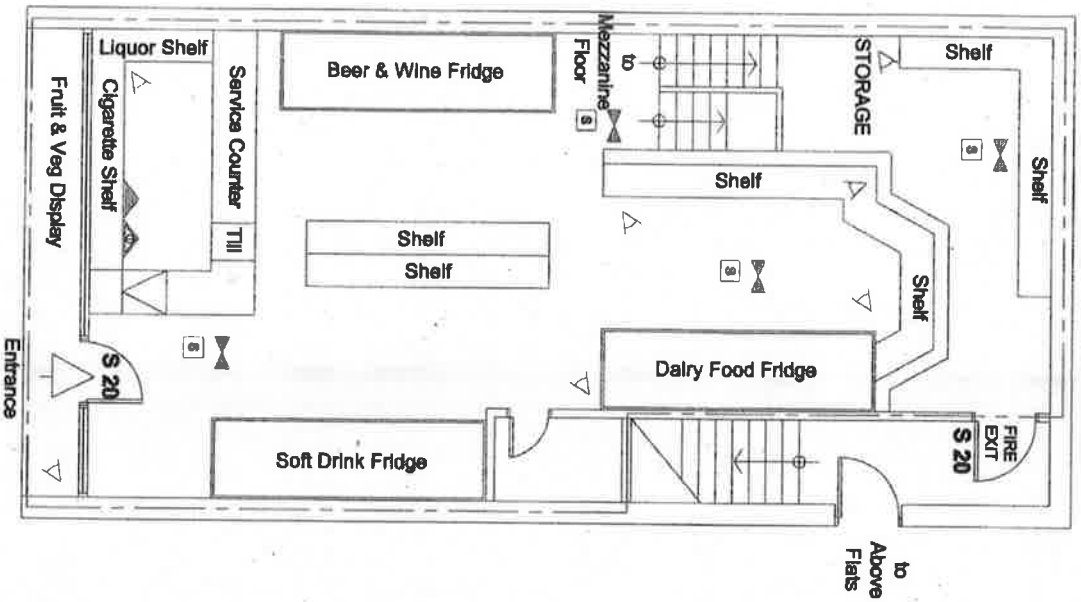 Liquor Shelf
Cigarette Shelf
Fruit & Veg Display
Service Counter
Till
Beer & Wine Fridge
Mezzanine
to
Floor
S
STORAGE
Shelf
Shelf
S
Shelf
Shelf
Shelf
Shelf
S
S
Dairy Food Fridge
Soft Drink Fridge
S 20
Entrance
FIRE
EXIT
S 20
to
Above
Flats